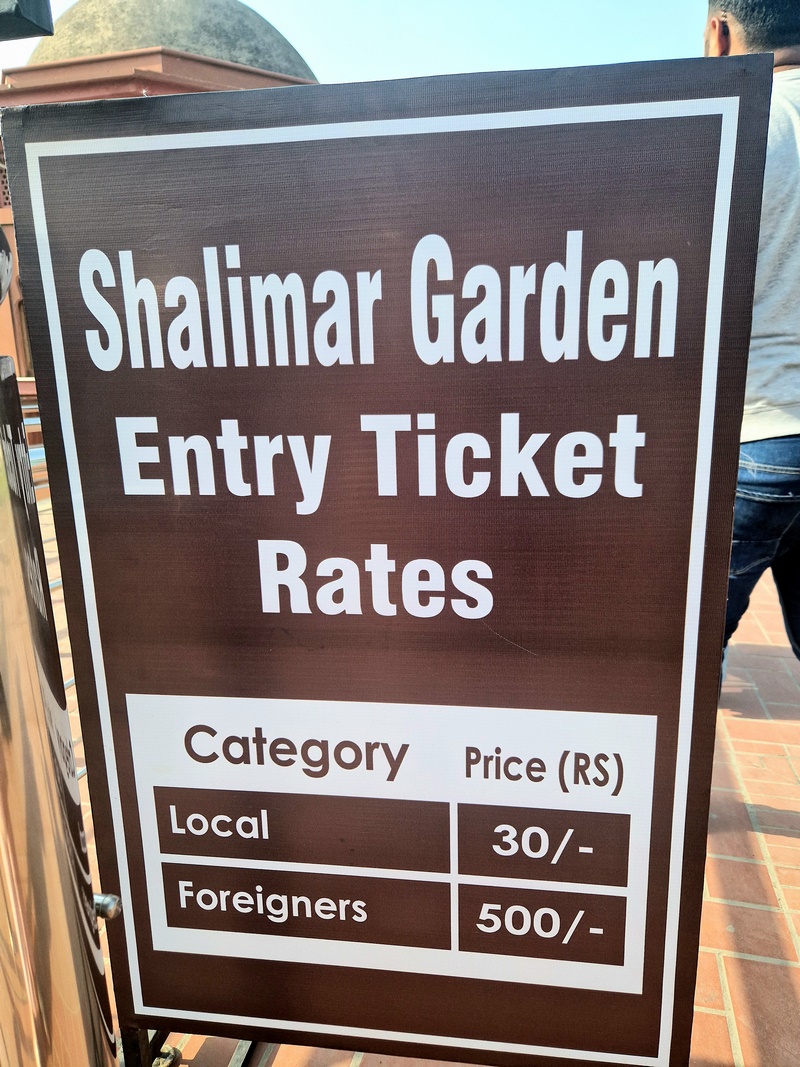 Shalimar Garden
Entry Ticket
Rates
Category Price (RS)
Local 30/-
Foreigners 500/-